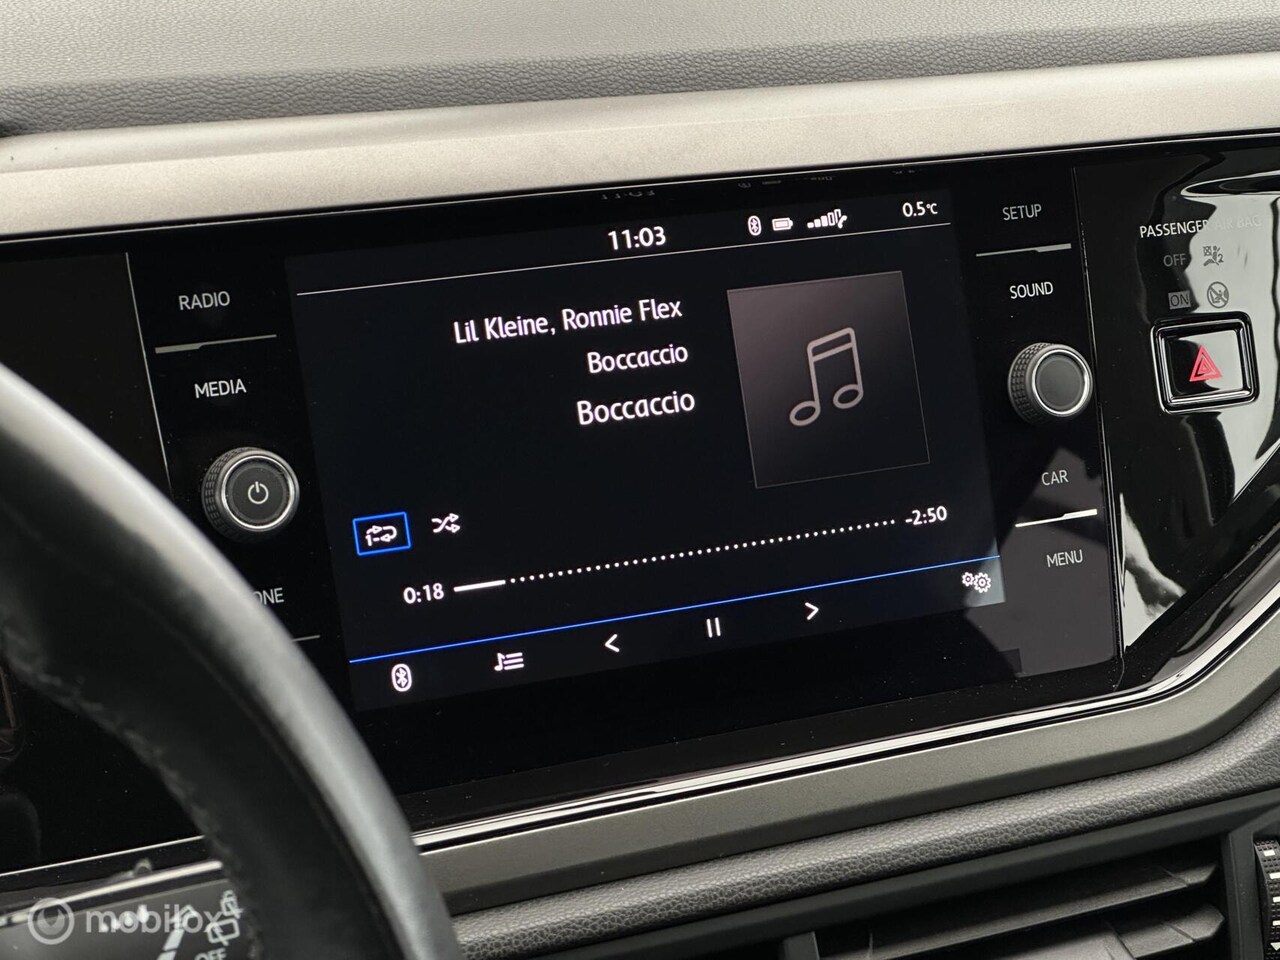 11:03
0.5°C
RADIO
MEDIA
Lil Kleine, Ronnie Flex
Boccaccio
Boccaccio
0:18
-2:50
SETUP
SOUND
CAR
MENU
PASSENGER
OFF
ON
OFF
mobilox